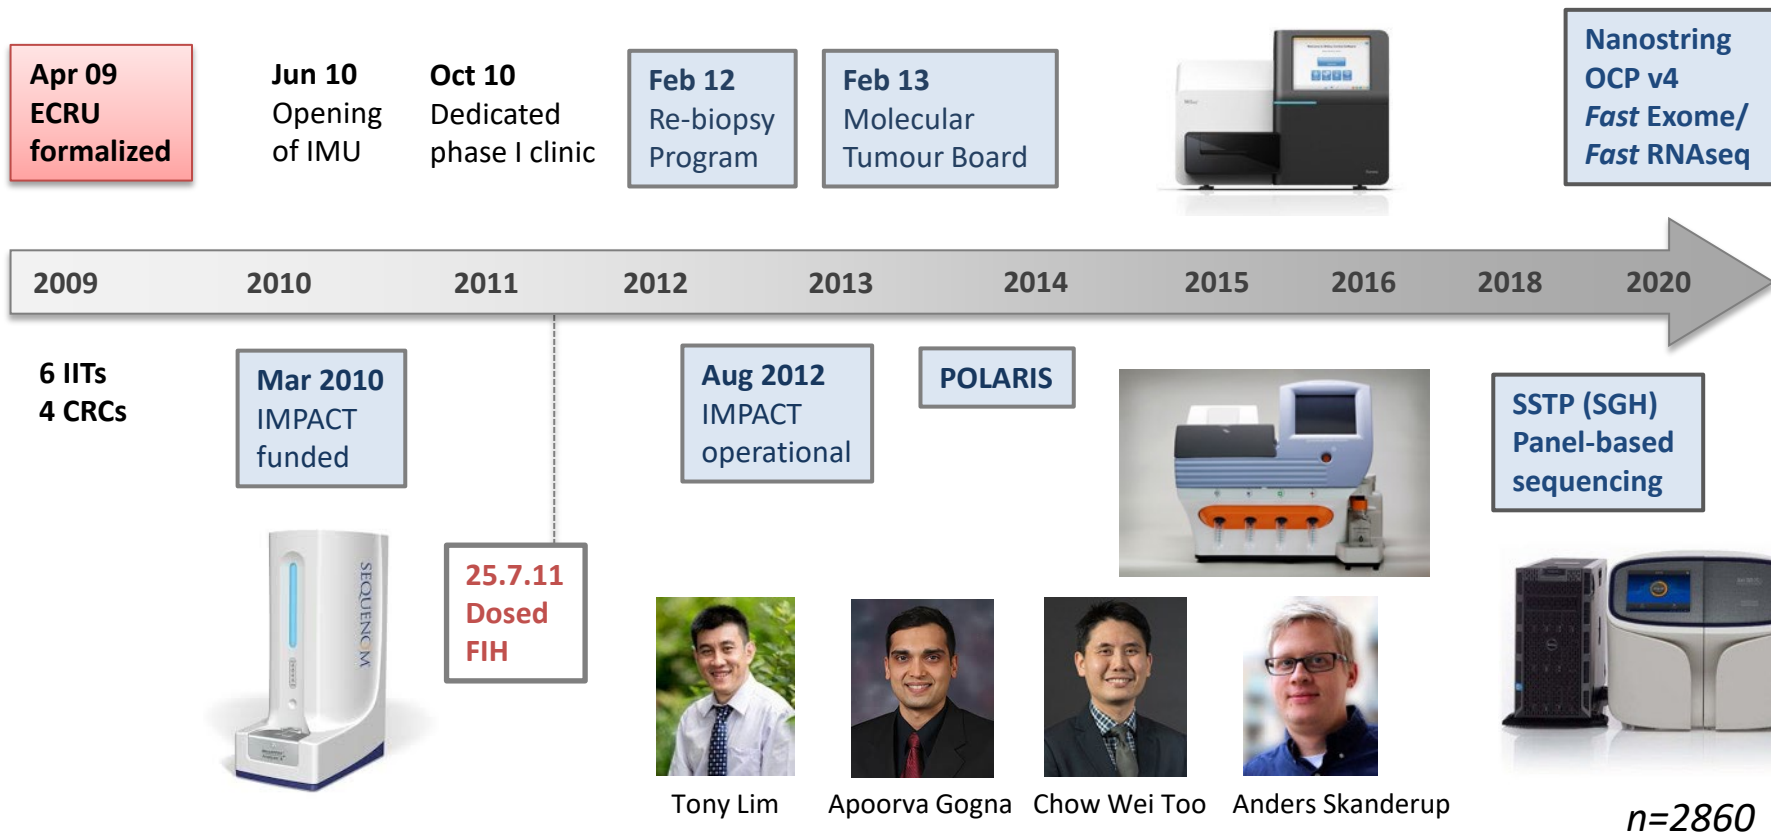 Apr 09
ECRU
formalized
Jun 10
Opening
of IMU
Oct 10
Dedicated
phase I clinic
Feb 12
Re-biopsy
Program
Feb 13
Molecular
Tumour Board
Nanostring
OCP v4
Fast Exome/
Fast RNAseq
2009 2010 2011 2012 2013 2014 2015 2016 2018 2020
6 IITs
4 CRCs
Mar 2010
IMPACT
funded
25.7.11
Dosed
FIH
Aug 2012
IMPACT
operational
POLARIS
SSTP (SGH)
Panel-based
sequencing
SEQUENOM
Tony Lim
Apoorva Gogna
Chow Wei Too
Anders Skanderup
n=2860